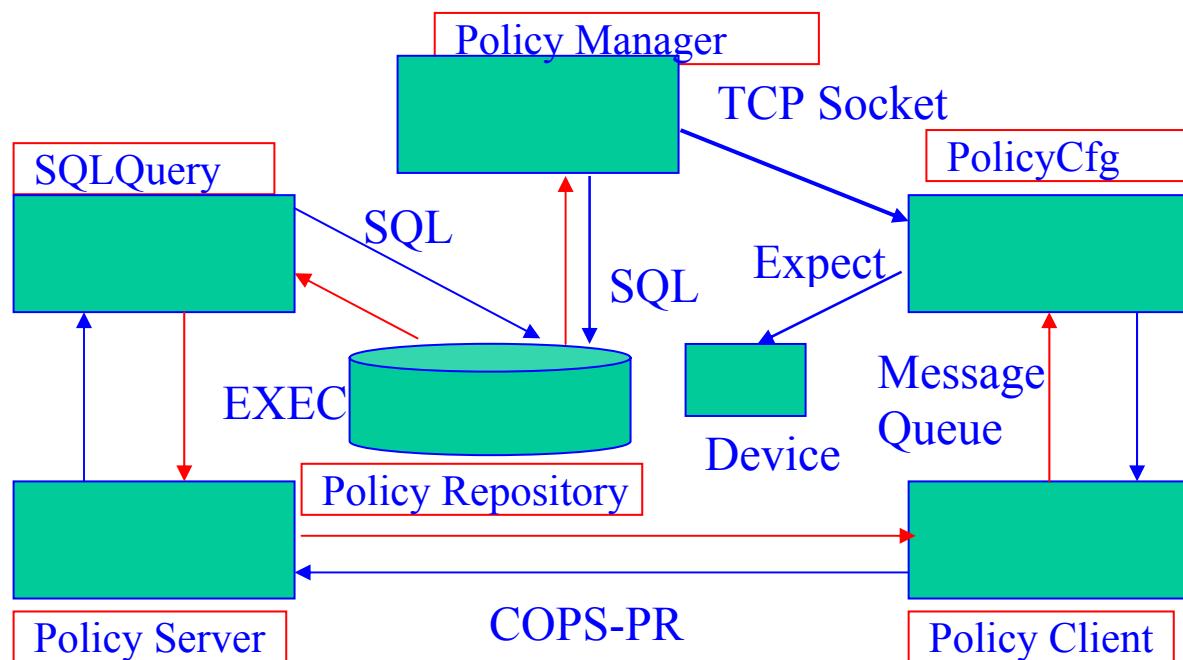 Policy Manager
TCP Socket
SQLQuery
PolicyCfg
SQL
Expect
SQL
EXEC
Message
Queue
Device
Policy Repository
COPS-PR
Policy Server
Policy Client